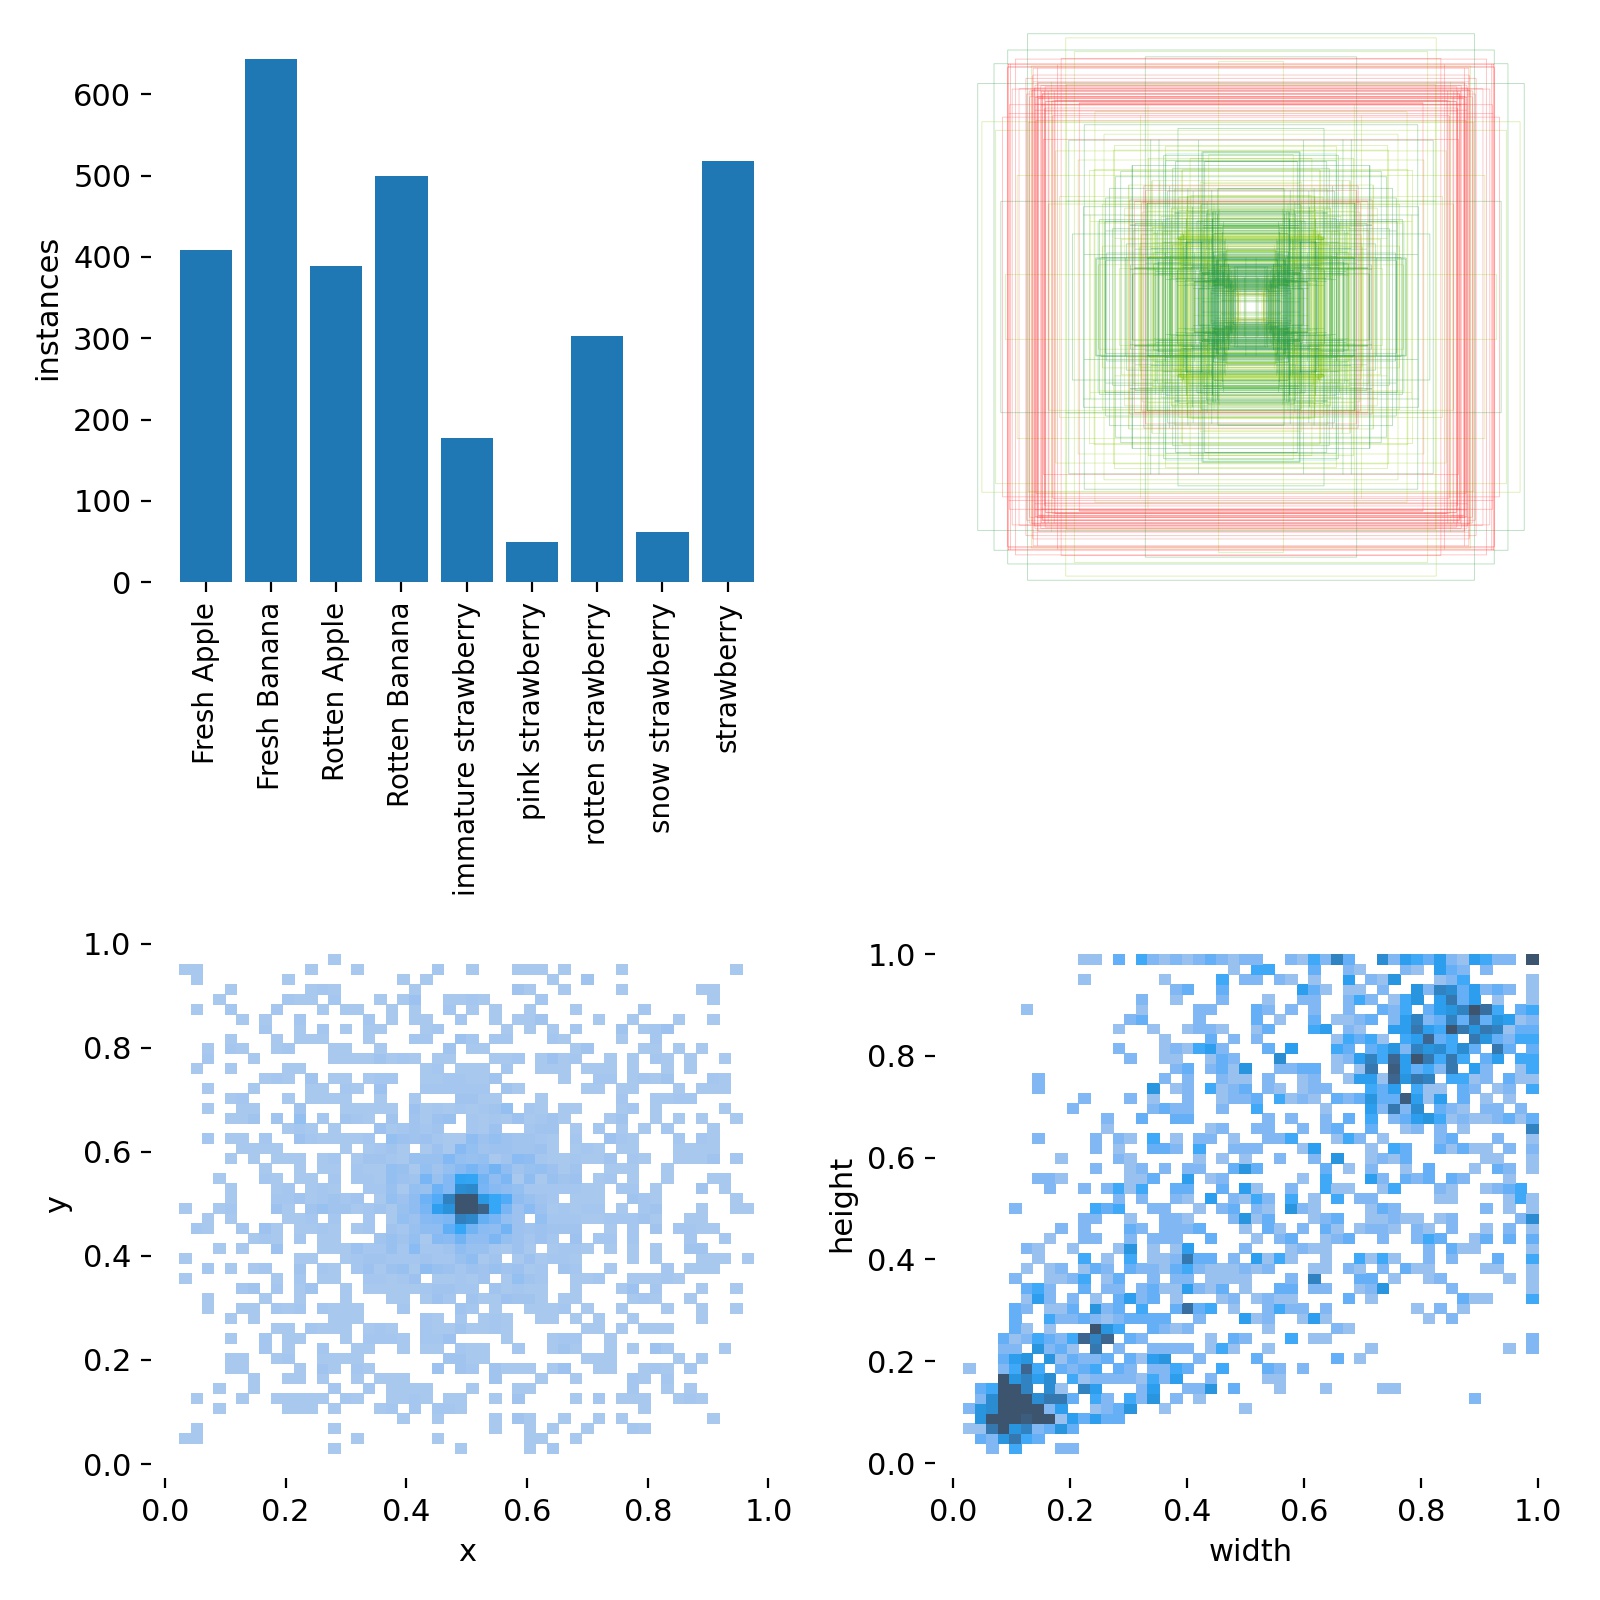 instances
600
500
400
300
200
100
0
Fresh Apple
Fresh Banana
Rotten Apple
Rotten Banana
immature strawberry
pink strawberry
rotten strawberry
snow strawberry
strawberry
y
1.0
0.8
0.6
0.4
0.2
0.0
0.0 0.2 0.4 0.6 0.8 1.0
x
height
1.0
0.8
0.6
0.4
0.2
0.0
0.0 0.2 0.4 0.6 0.8 1.0
width